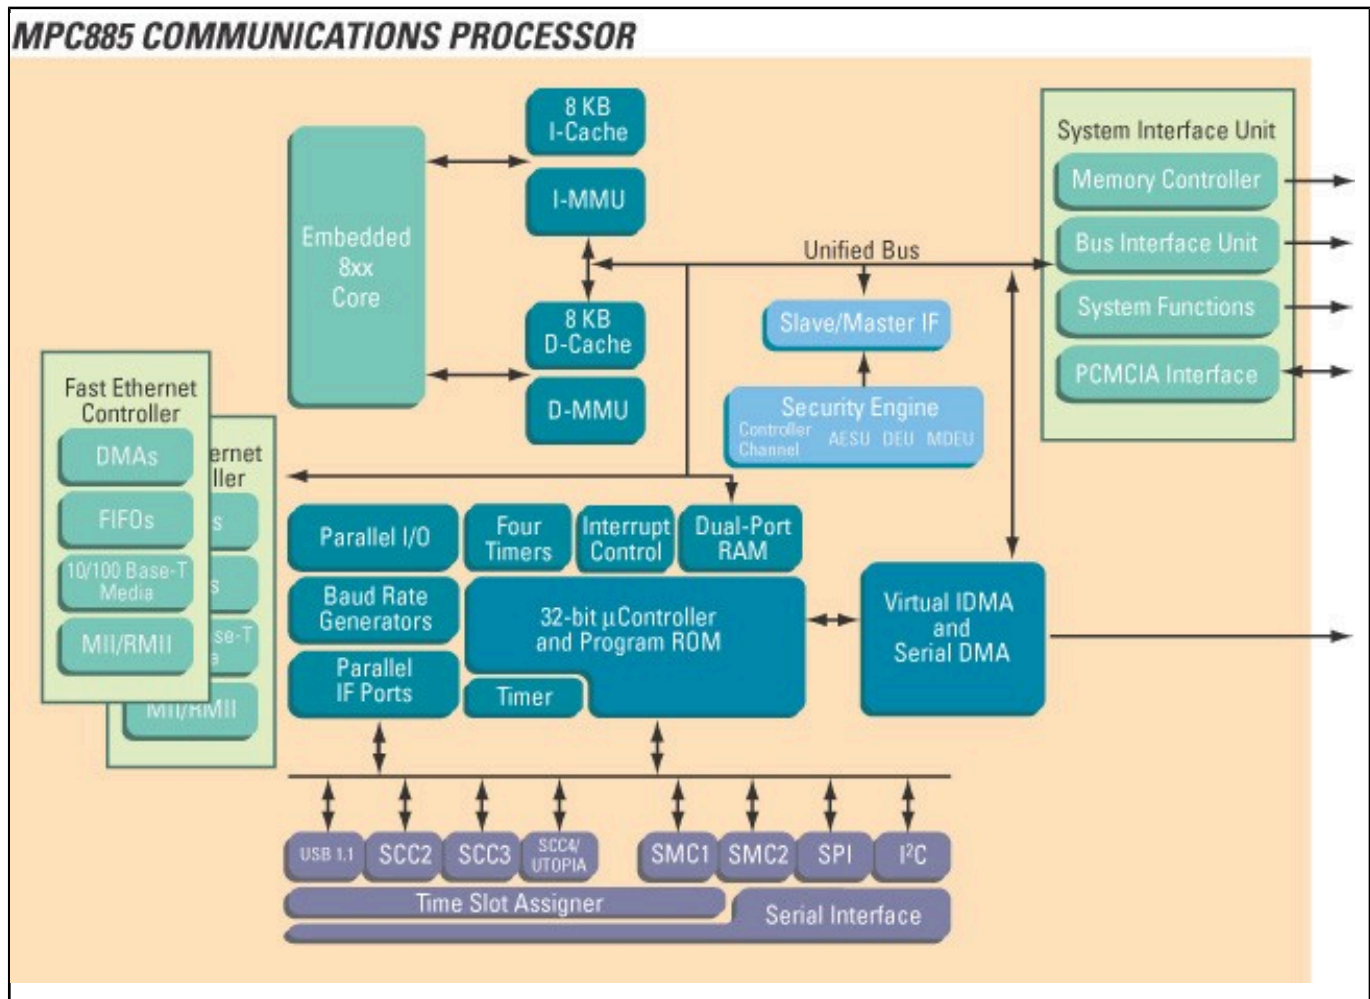 MPC885 COMMUNICATIONS PROCESSOR
8 KB
I-Cache
I-MMU
Embedded
8xx
Core
8 KB
D-Cache
D-MMU
Unified Bus
Slave/Master IF
Security Engine
Controller
Channel
AESU DEU MDEU
System Interface Unit
Memory Controller
Bus Interface Unit
System Functions
PCMCIA Interface
Fast Ethernet
Controller
DMAs
FIFOs
10/100 Base-T
Media
MII/RMII
ernet
ller
s
s
se-T
a
MII/RMII
Parallel I/O
Four
Timers
Interrupt
Control
Dual-Port
RAM
Baud Rate
Generators
32-bit µController
and Program ROM
Parallel
IF Ports
Timer
Virtual IDMA
and
Serial DMA
USB 1.1
SCC2
SCC3
SCC4/
UTOPIA
SMC1
SMC2
SPI
I²C
Time Slot Assigner
Serial Interface